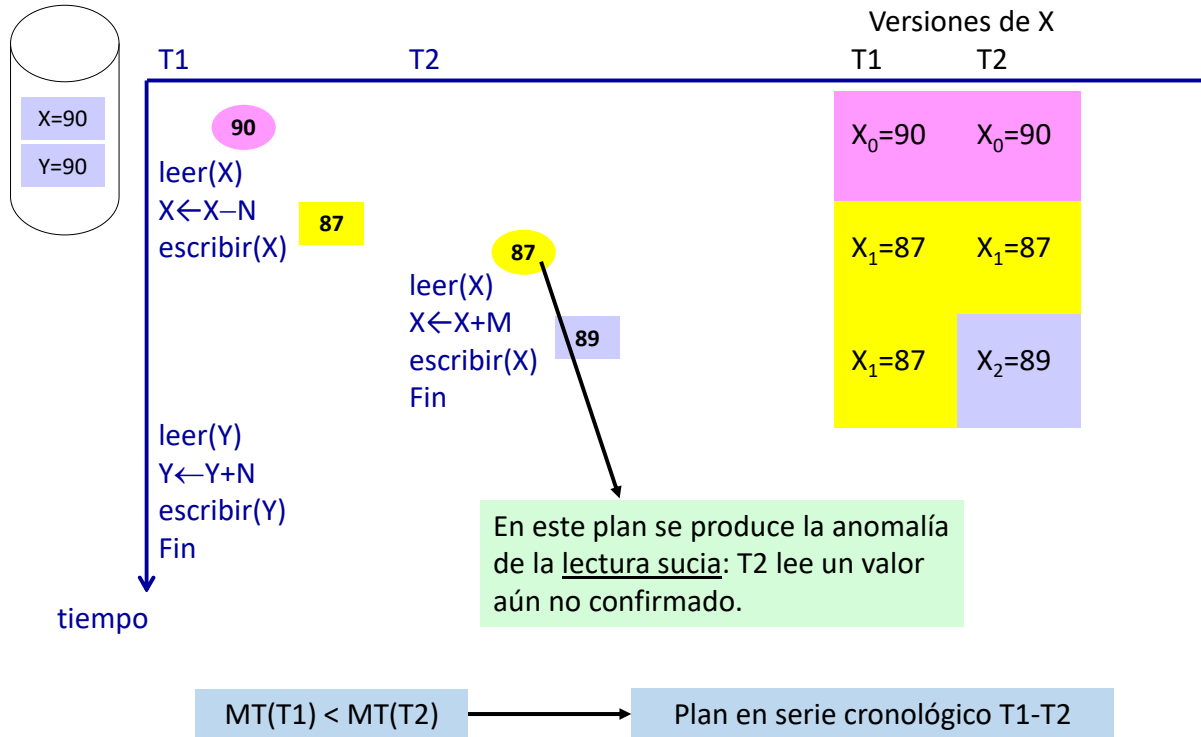 Versiones de X
T1 T2 T1 T2
X=90
Y=90
90
X₀=90 X₀=90
leer(X)
X←X−N
87
escribir(X)
87
X₁=87 X₁=87
leer(X)
X←X+M
89
escribir(X)
X₁=87 X₂=89
Fin
leer(Y)
Y←Y+N
escribir(Y)
Fin
En este plan se produce la anomalía
de la lectura sucia: T2 lee un valor
aún no confirmado.
tiempo
MT(T1) < MT(T2) Plan en serie cronológico T1-T2